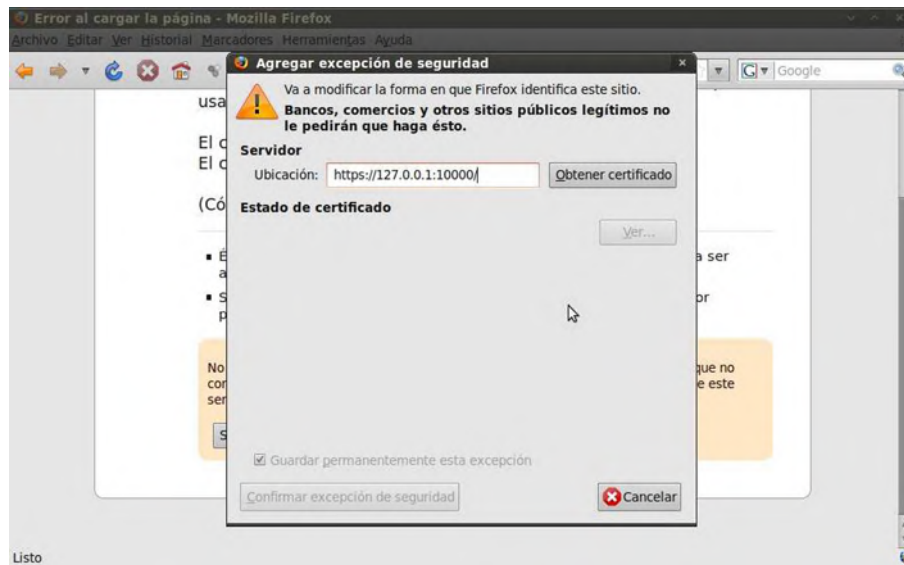 Error al cargar la página - Mozilla Firefox
Archivo Editar Ver Historial Marcadores Herramientas Ayuda
Google
Agregar excepción de seguridad
Va a modificar la forma en que Firefox identifica este sitio.
Bancos, comercios y otros sitios públicos legítimos no
le pedirán que haga ésto.
Servidor
Ubicación: https://127.0.0.1:10000/ Obtener certificado
Estado de certificado
Ver...
usa
El c
El c
(Có
a ser
No que no
con e este
ser
Guardar permanentemente esta excepción
Confirmar excepción de seguridad Cancelar
Listo